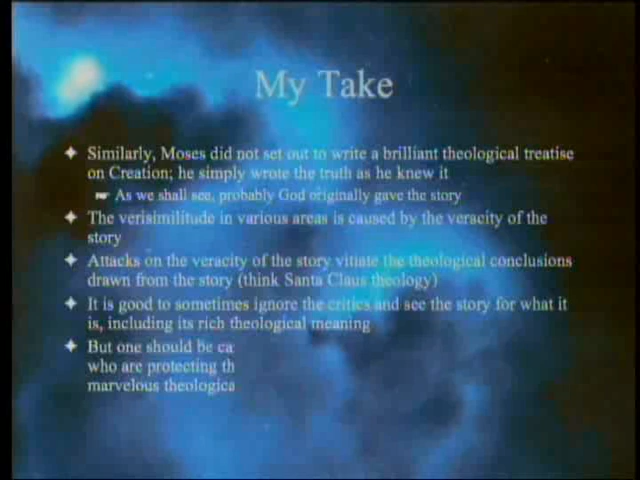 My Take
Similarly, Moses did not set out to write a brilliant theological treatise
on Creation; he simply wrote the truth as he knew it
As we shall see, probably God originally gave the story
The verisimilitude in various areas is caused by the veracity of the
story
Attacks on the veracity of the story vitiate the theological conclusions
drawn from the story (think Santa Claus theology)
It is good to sometimes ignore the critics and see the story for what it
is, including its rich theological meaning
But one should be ca
who are protecting th
marvelous theologica